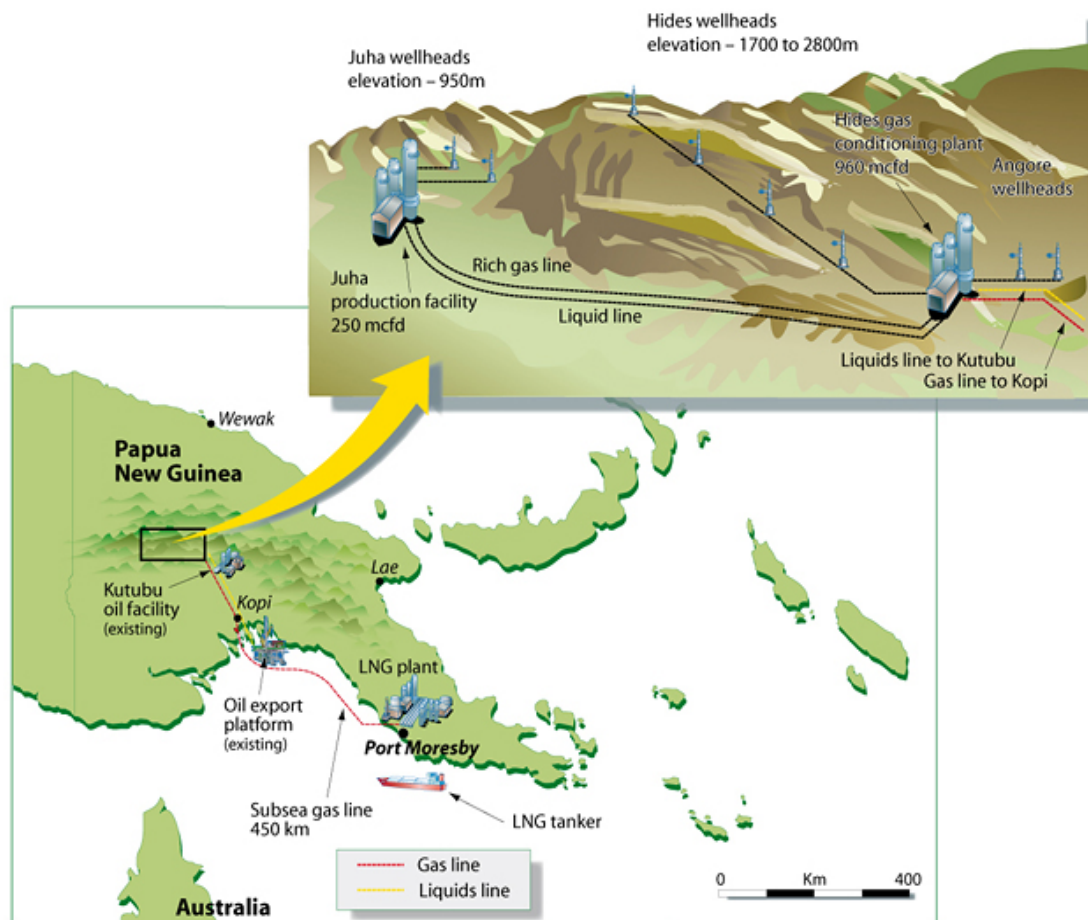 Hides wellheads
elevation – 1700 to 2800m
Juha wellheads
elevation – 950m
Hides gas
conditioning plant
960 mcfd
Angore
wellheads
Rich gas line
Juha
production facility
250 mcfd
Liquid line
Liquids line to Kutubu
Gas line to Kopi
Wewak
Papua
New Guinea
Lae
Kutubu
oil facility
(existing)
Kopi
LNG plant
Oil export
platform
(existing)
Port Moresby
Subsea gas line
450 km
LNG tanker
Gas line
Liquids line
0 Km 400
Australia